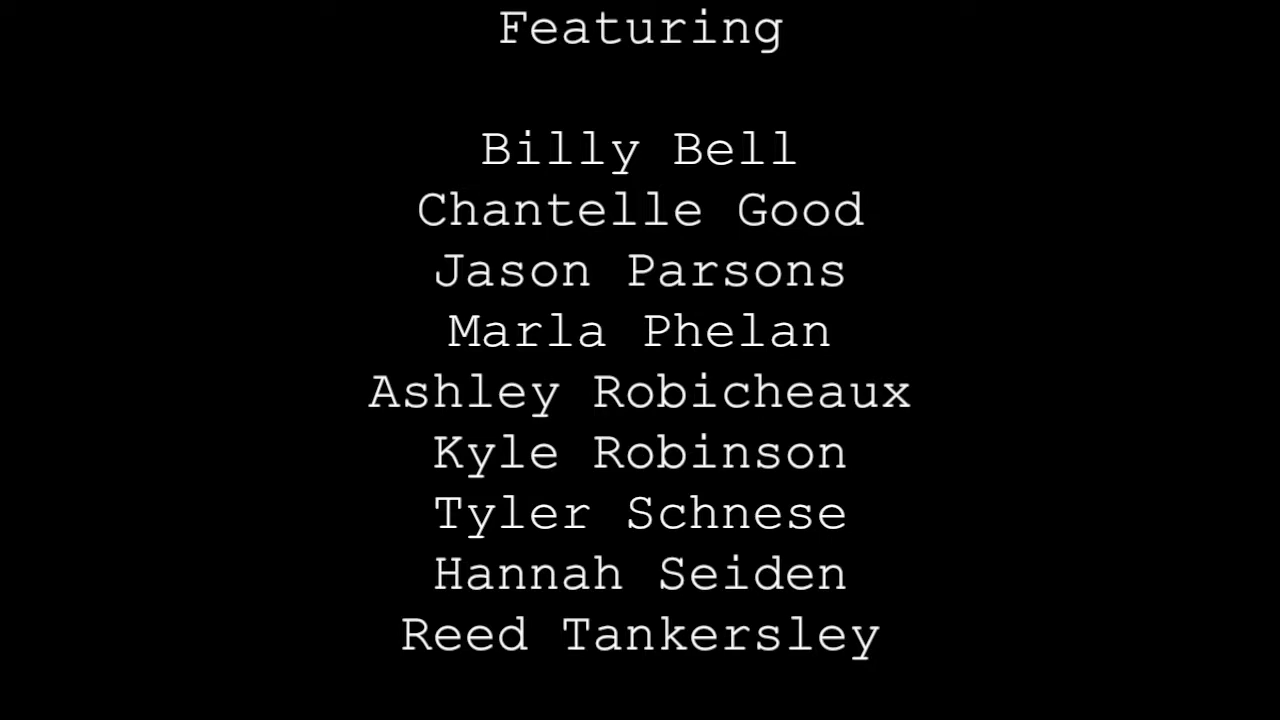 Featuring
Billy Bell
Chantelle Good
Jason Parsons
Marla Phelan
Ashley Robicheaux
Kyle Robinson
Tyler Schnese
Hannah Seiden
Reed Tankersley